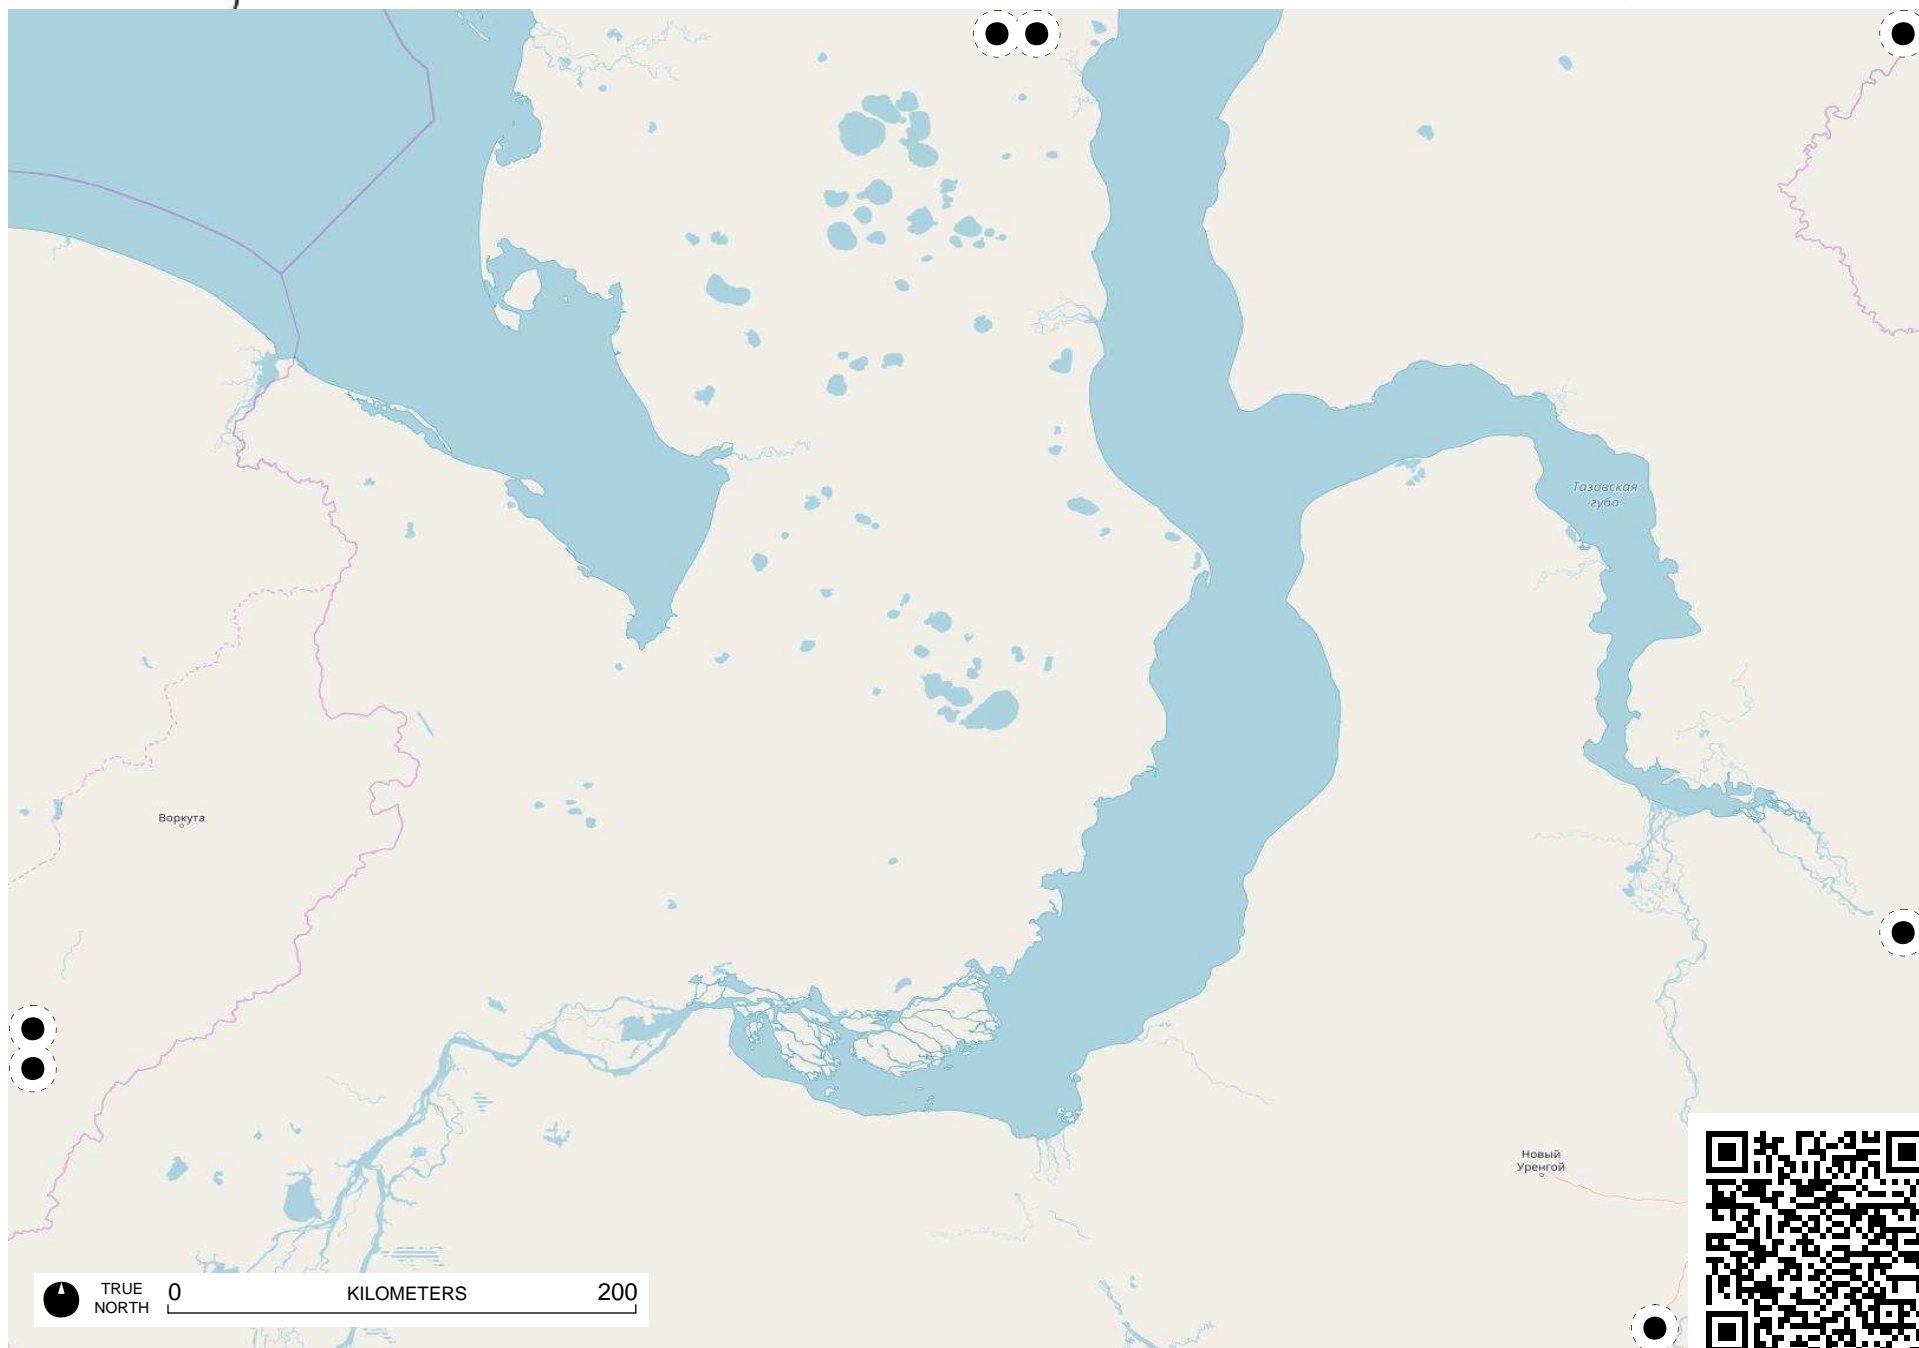 Тазовская
губа
Воркута
Новый
Уренгой
TRUE
NORTH
0 KILOMETERS 200